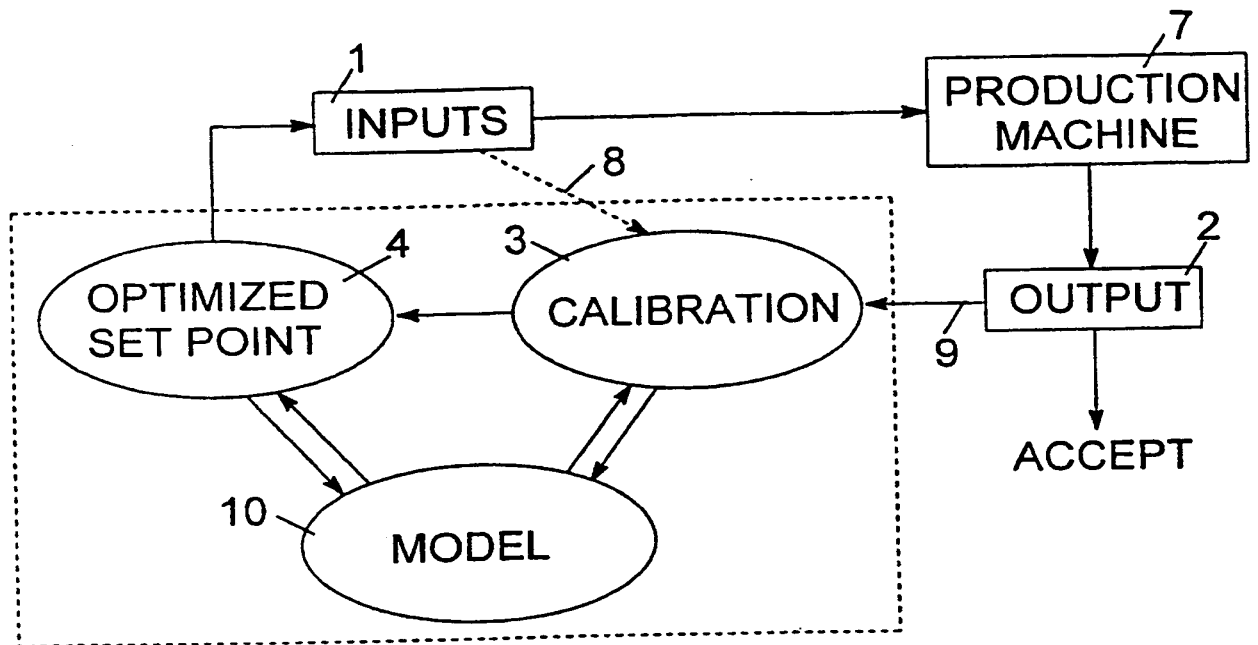 1
INPUTS
7
PRODUCTION
MACHINE
8
4
OPTIMIZED
SET POINT
3
CALIBRATION
2
OUTPUT
9
ACCEPT
10
MODEL